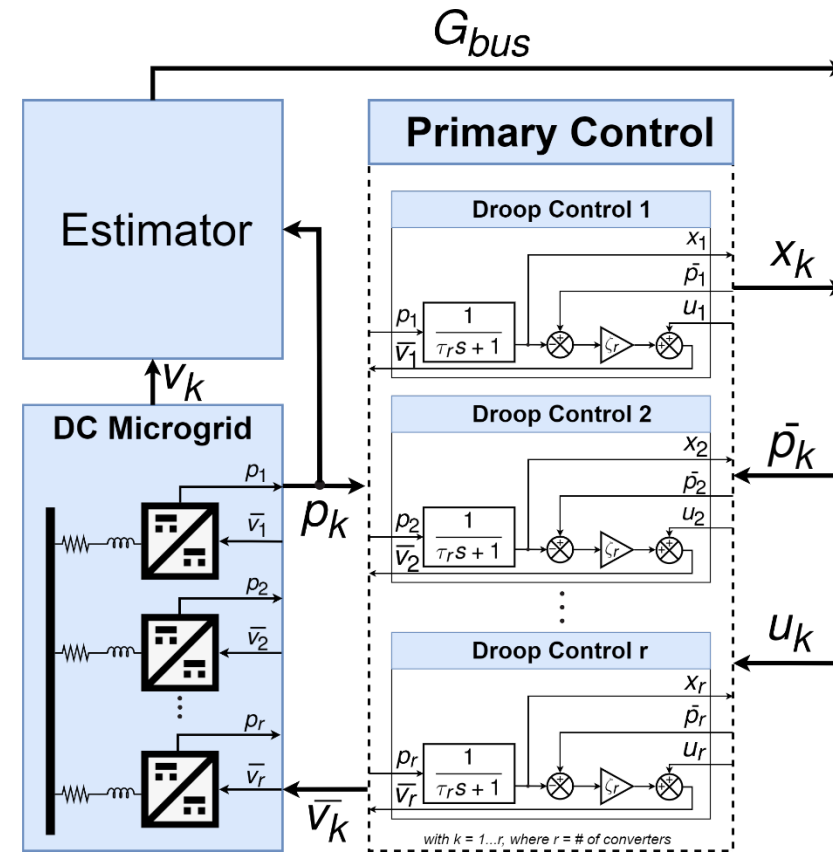 G_bus
Primary Control
Estimator
Droop Control 1
x_1
p̄_1
u_1
p_1
1
τ_r s + 1
ζ_r
v̄_1
x_k
v_k
DC Microgrid
p_1
v̄_1
p_2
v̄_2
p_r
v̄_r
p_k
Droop Control 2
x_2
p̄_2
u_2
p_2
1
τ_r s + 1
ζ_r
v̄_2
p̄_k
Droop Control r
x_r
p̄_r
u_r
p_r
1
τ_r s + 1
ζ_r
v̄_r
u_k
v̄_k
with k = 1...r, where r = # of converters